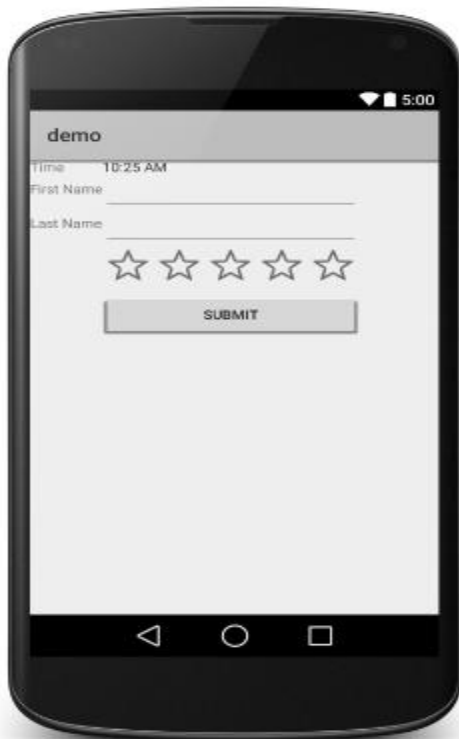 5:00
demo
Time 10:25 AM
First Name
Last Name
SUBMIT